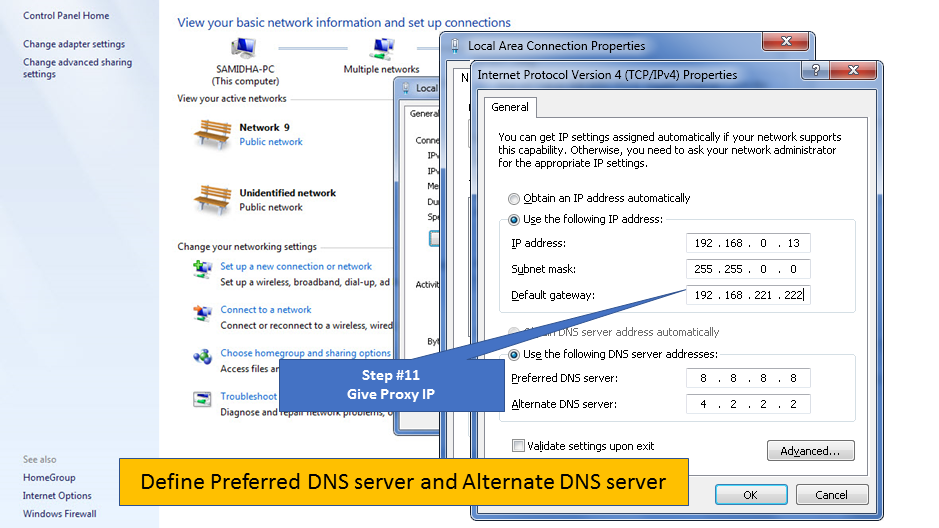 Control Panel Home
Change adapter settings
Change advanced sharing
settings
See also
HomeGroup
Internet Options
Windows Firewall
View your basic network information and set up connections
SAMIDHA-PC
(This computer)
Multiple networks
View your active networks
Network 9
Public network
Unidentified network
Public network
Change your networking settings
Set up a new connection or network
Set up a wireless, broadband, dial-up, ad
Connect to a network
Connect or reconnect to a wireless, wired
Choose homegroup and sharing options
Access files an
Troubleshoot
Diagnose and repair network problems, o
Local
General
Conne
IPv
IPv
Me
Dur
Spe
Activit
Byt
Local Area Connection Properties
N
Internet Protocol Version 4 (TCP/IPv4) Properties
General
You can get IP settings assigned automatically if your network supports
this capability. Otherwise, you need to ask your network administrator
for the appropriate IP settings.
Obtain an IP address automatically
Use the following IP address:
IP address: 192 . 168 . 0 . 13
Subnet mask: 255 . 255 . 0 . 0
Default gateway: 192 . 168 . 221 . 222
Obtain DNS server address automatically
Use the following DNS server addresses:
Preferred DNS server: 8 . 8 . 8 . 8
Alternate DNS server: 4 . 2 . 2 . 2
Validate settings upon exit
Advanced...
OK
Cancel
Step #11
Give Proxy IP
Define Preferred DNS server and Alternate DNS server